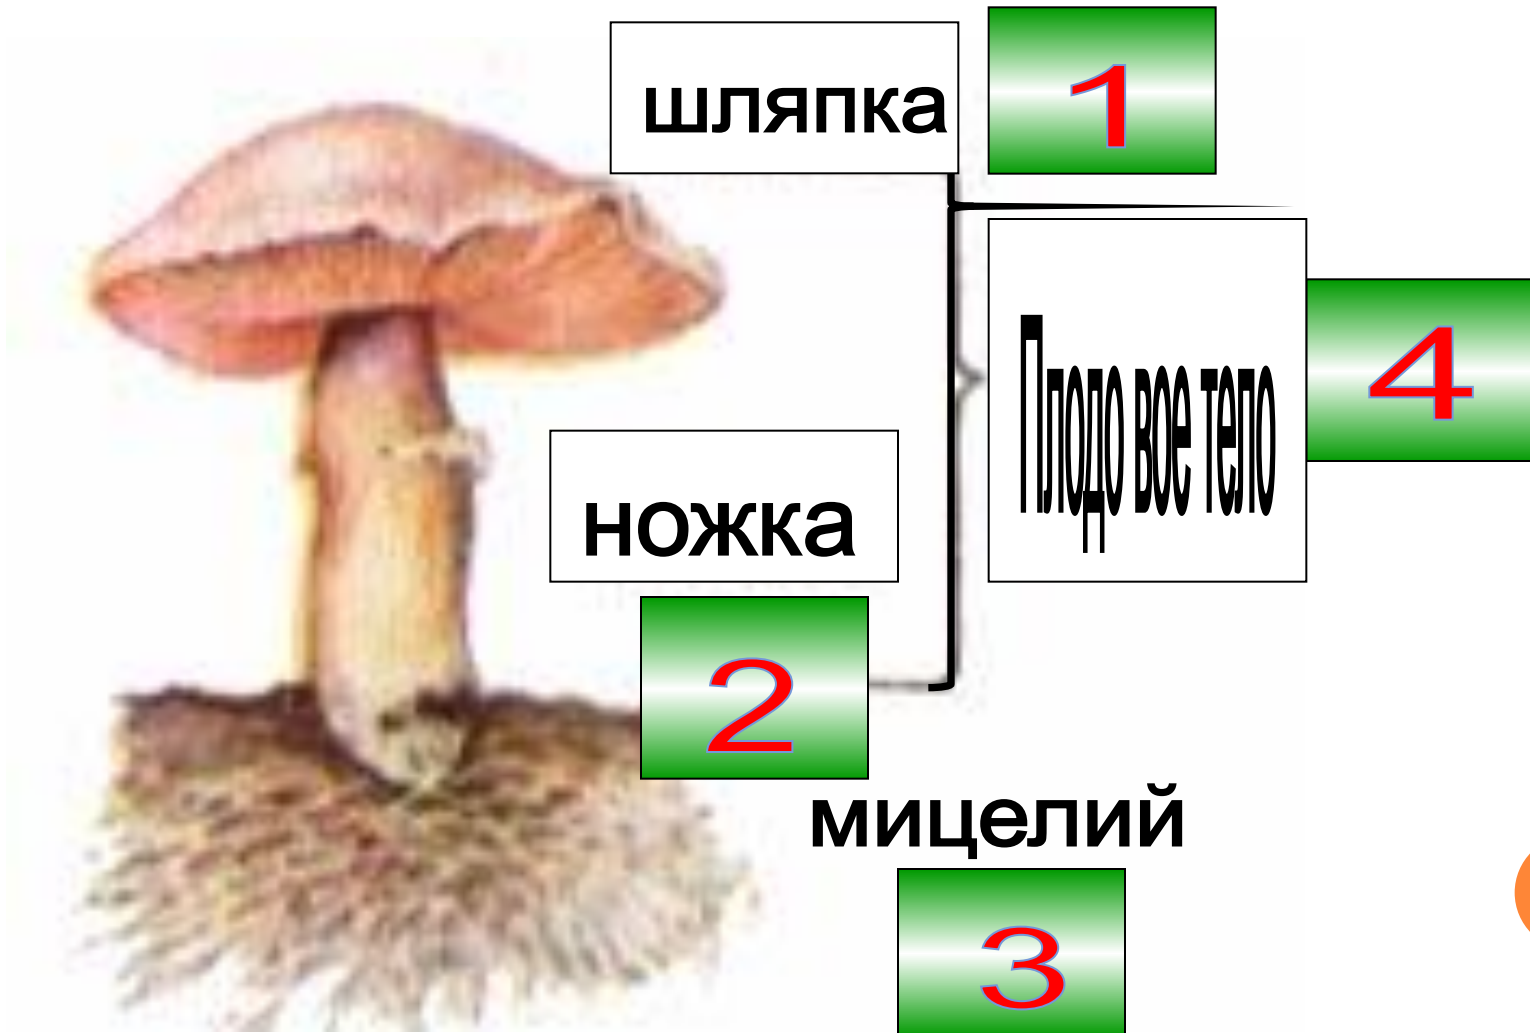 шляпка
1
Плодо вое тело
4
ножка
2
мицелий
3